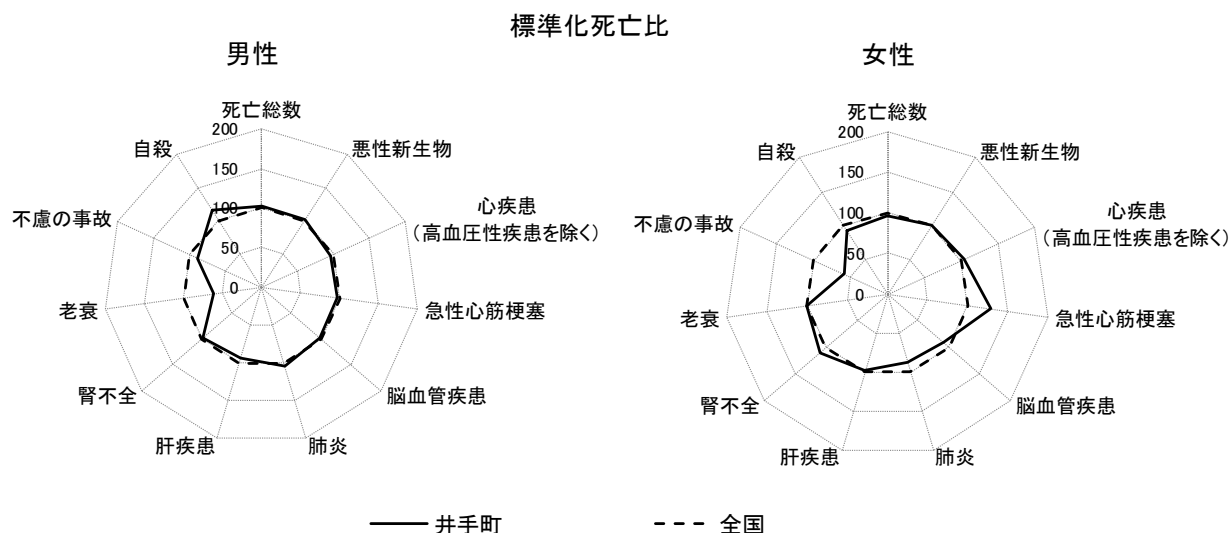 標準化死亡比
男性
死亡総数
悪性新生物
心疾患
（高血圧性疾患を除く）
急性心筋梗塞
脳血管疾患
肺炎
肝疾患
腎不全
老衰
不慮の事故
自殺
200
150
100
50
0
女性
死亡総数
悪性新生物
心疾患
（高血圧性疾患を除く）
急性心筋梗塞
脳血管疾患
肺炎
肝疾患
腎不全
老衰
不慮の事故
自殺
200
150
100
50
0
井手町
全国